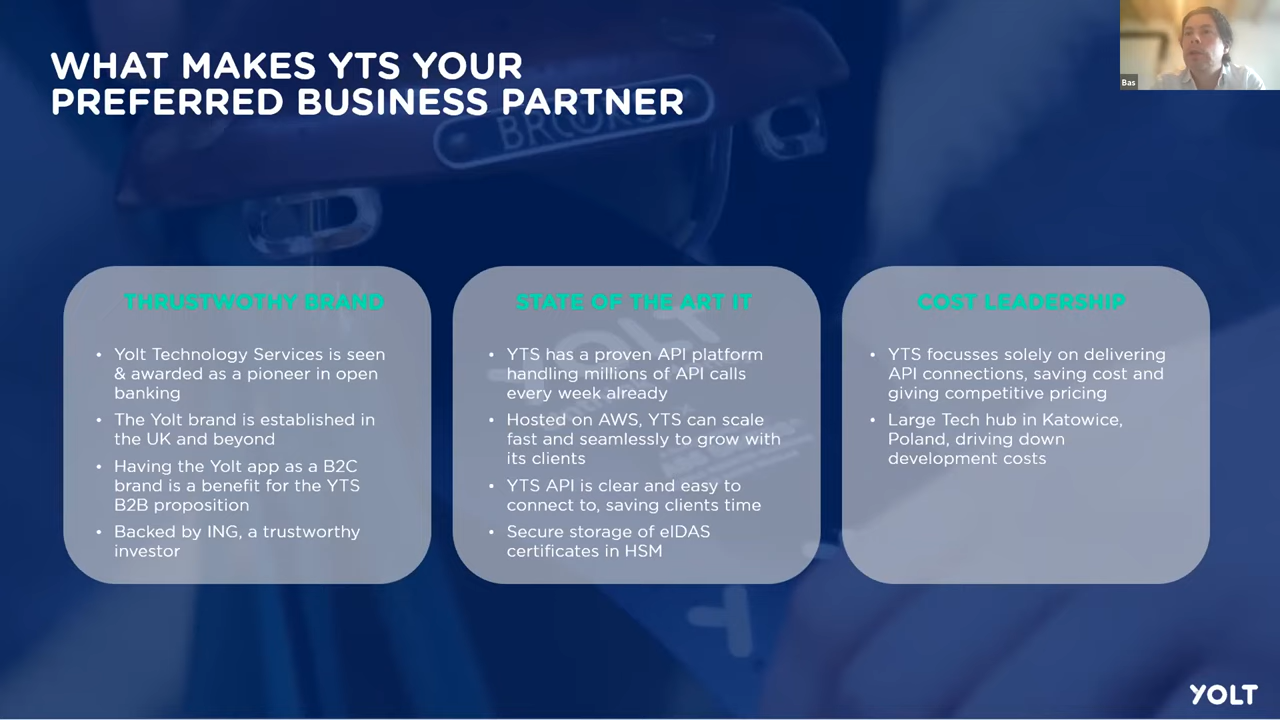 WHAT MAKES YTS YOUR
PREFERRED BUSINESS PARTNER
Bas
BROOKS
THRUSTWOTHY BRAND
• Yolt Technology Services is seen
& awarded as a pioneer in open
banking
• The Yolt brand is established in
the UK and beyond
• Having the Yolt app as a B2C
brand is a benefit for the YTS
B2B proposition
• Backed by ING, a trustworthy
investor
STATE OF THE ART IT
• YTS has a proven API platform
handling millions of API calls
every week already
• Hosted on AWS, YTS can scale
fast and seamlessly to grow with
its clients
• YTS API is clear and easy to
connect to, saving clients time
• Secure storage of eIDAS
certificates in HSM
YOLT
COST LEADERSHIP
• YTS focusses solely on delivering
API connections, saving cost and
giving competitive pricing
• Large Tech hub in Katowice,
Poland, driving down
development costs
YOLT